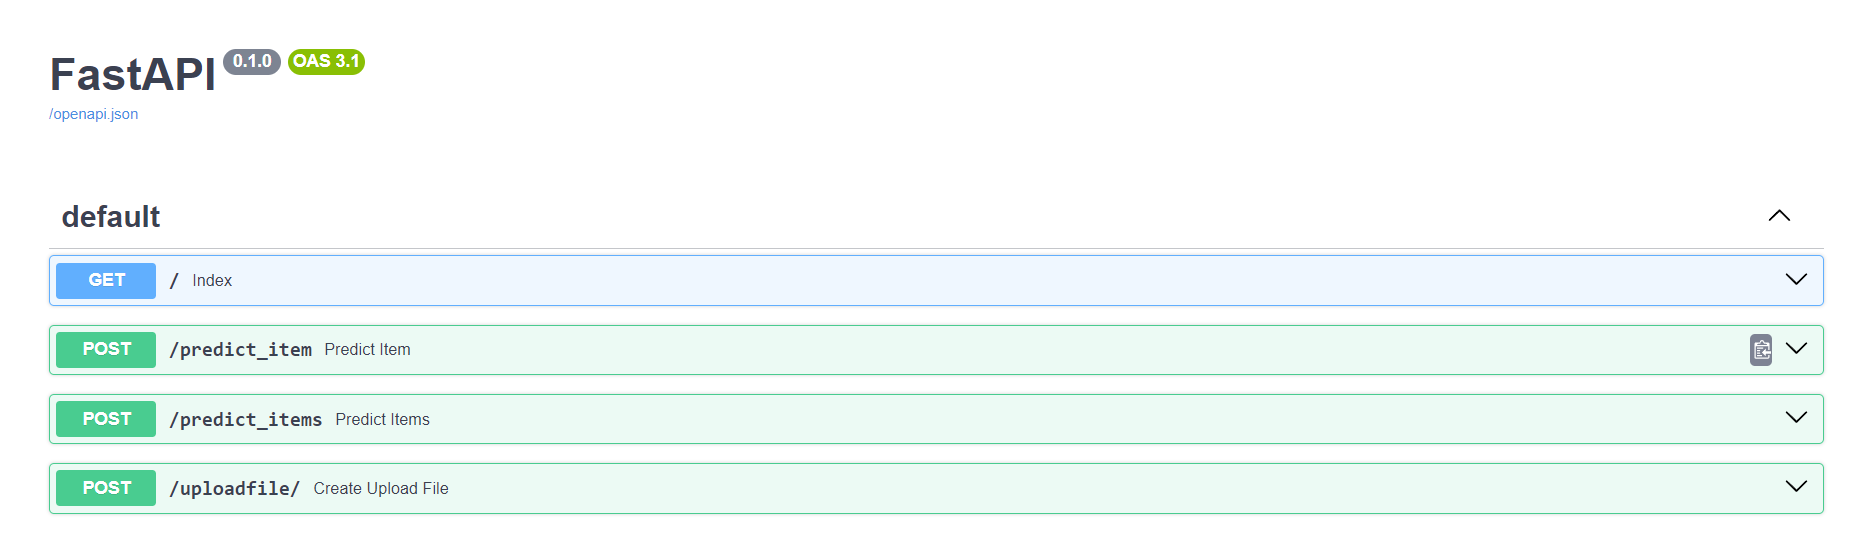 FastAPI 0.1.0 OAS 3.1
/openapi.json
default
GET / Index
POST /predict_item Predict Item
POST /predict_items Predict Items
POST /uploadfile/ Create Upload File